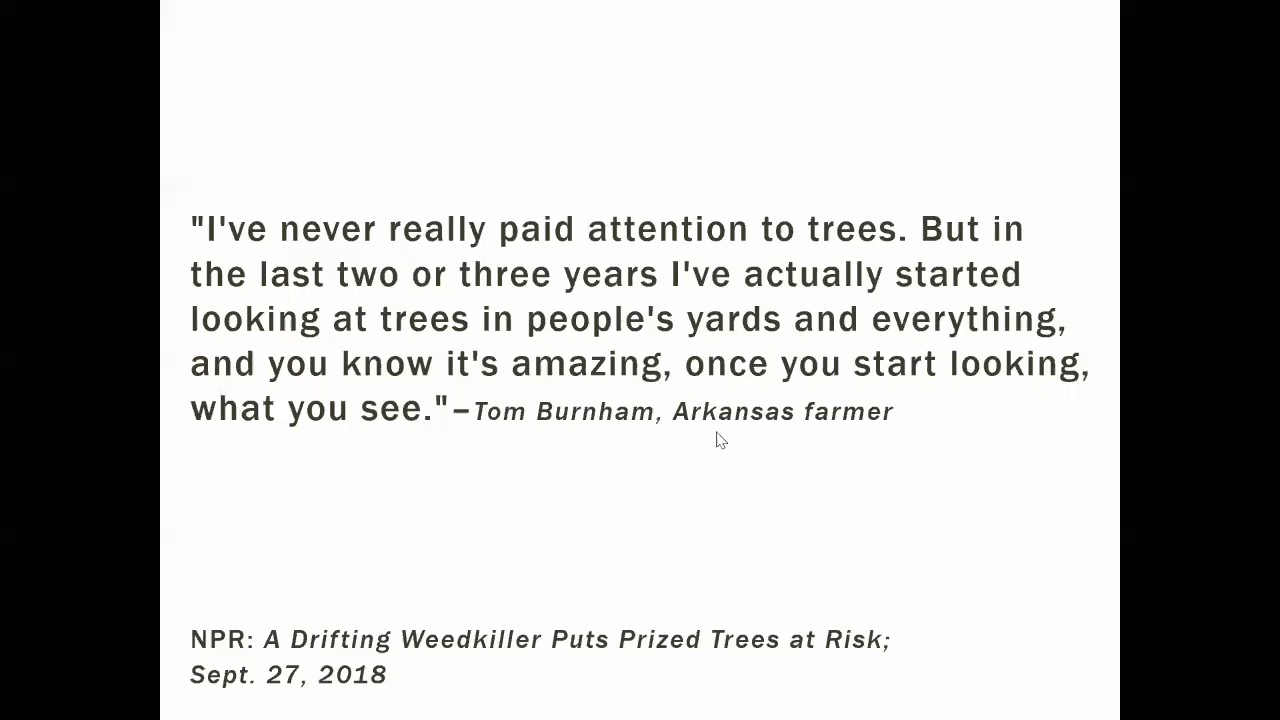 "I've never really paid attention to trees. But in
the last two or three years I've actually started
looking at trees in people's yards and everything,
and you know it's amazing, once you start looking,
what you see."–Tom Burnham, Arkansas farmer
NPR: A Drifting Weedkiller Puts Prized Trees at Risk;
Sept. 27, 2018